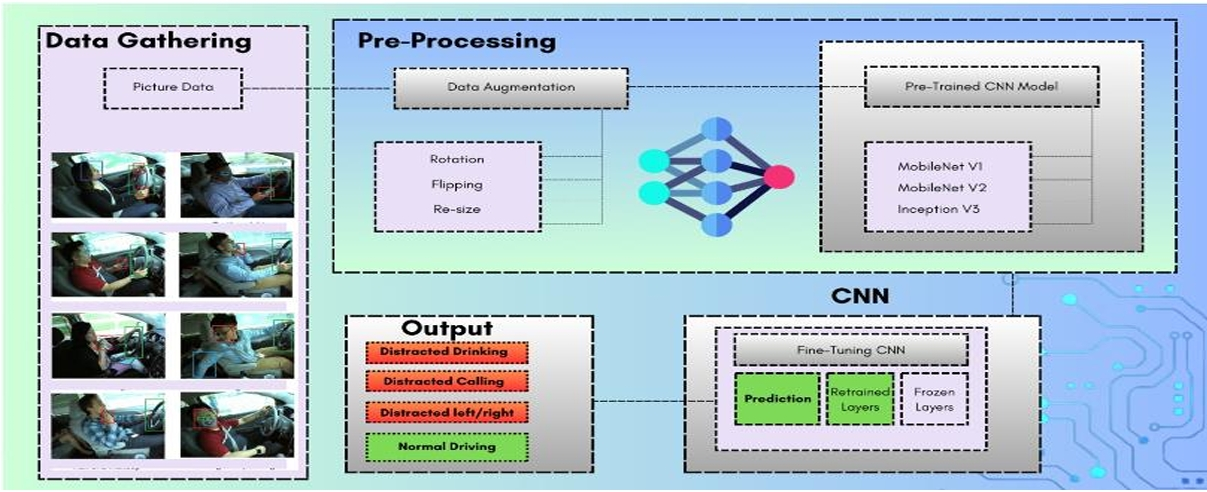 Data Gathering
Picture Data
Pre-Processing
Data Augmentation
Rotation
Flipping
Re-size
Pre-Trained CNN Model
MobileNet V1
MobileNet V2
Inception V3
CNN
Fine-Tuning CNN
Prediction
Retrained
Layers
Frozen
Layers
Output
Distracted Drinking
Distracted Calling
Distracted left/right
Normal Driving